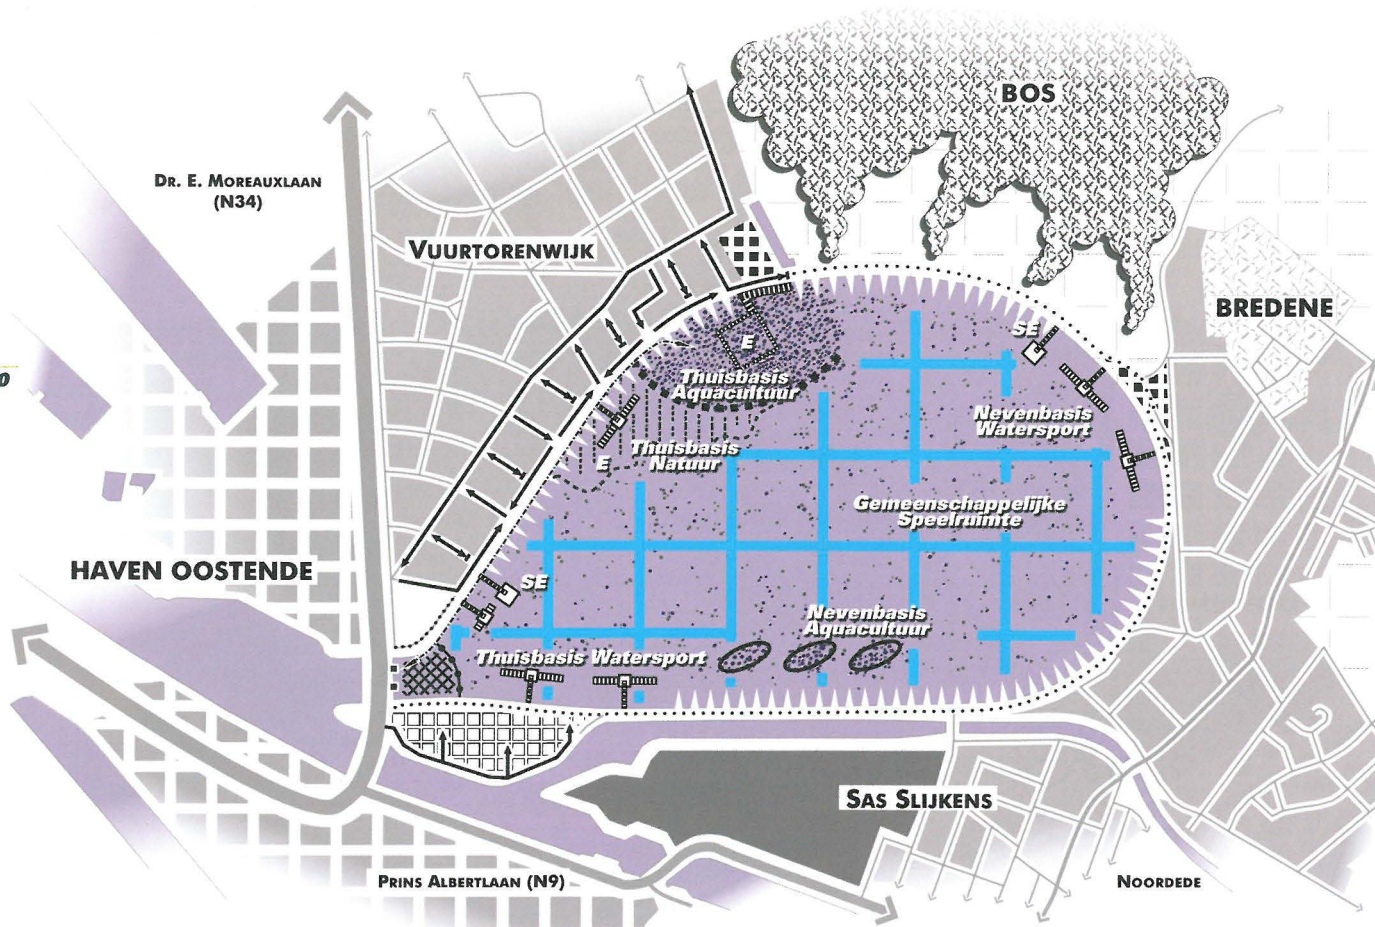 BOS
DR. E. MOREAUXLAAN
(N34)
VUURTORENWIJK
BREDENE
SE
E
Thuisbasis
Aquacultuur
0
Nevenbasis
Watersport
Thuisbasis
Natuur
E
Gemeenschappelijke
Speelruimte
HAVEN OOSTENDE
SE
Nevenbasis
Aquacultuur
Thuisbasis Watersport
SAS SLIJKENS
PRINS ALBERTLAAN (N9)
NOORDEDE